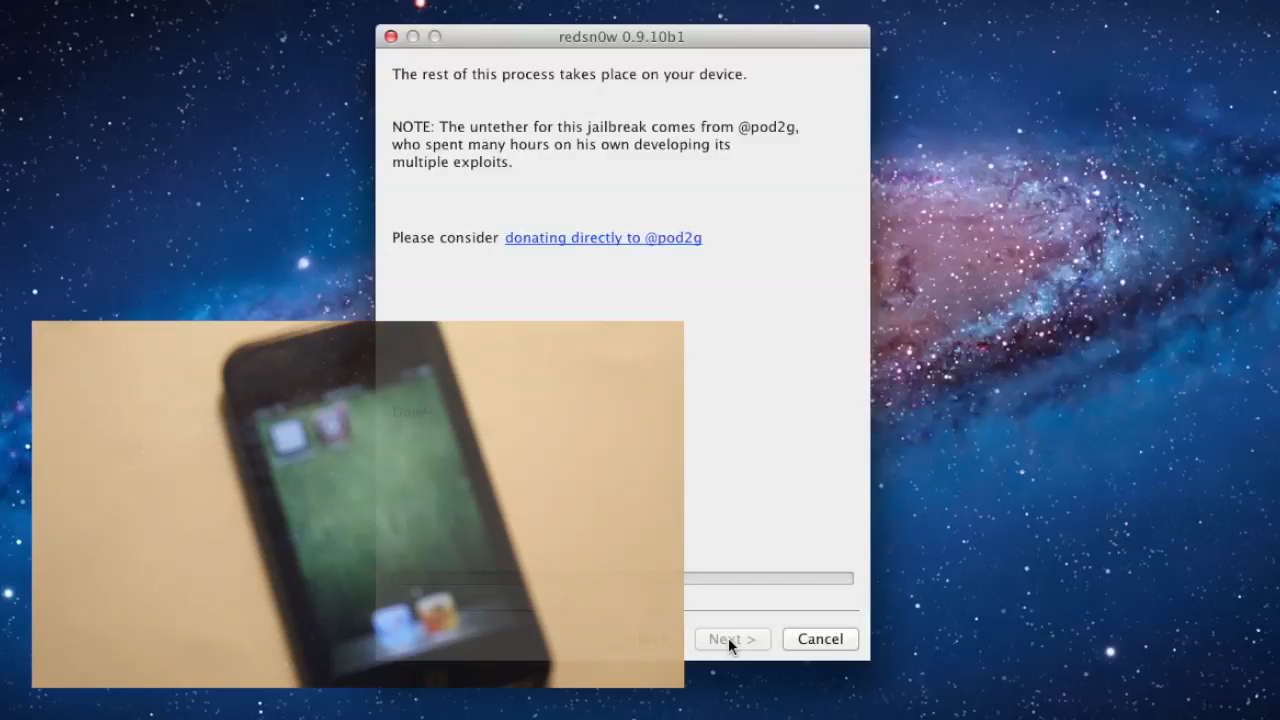 redsn0w 0.9.10b1
The rest of this process takes place on your device.
NOTE: The untether for this jailbreak comes from @pod2g,
who spent many hours on his own developing its
multiple exploits.
Please consider donating directly to @pod2g
Done!
Next >
Cancel